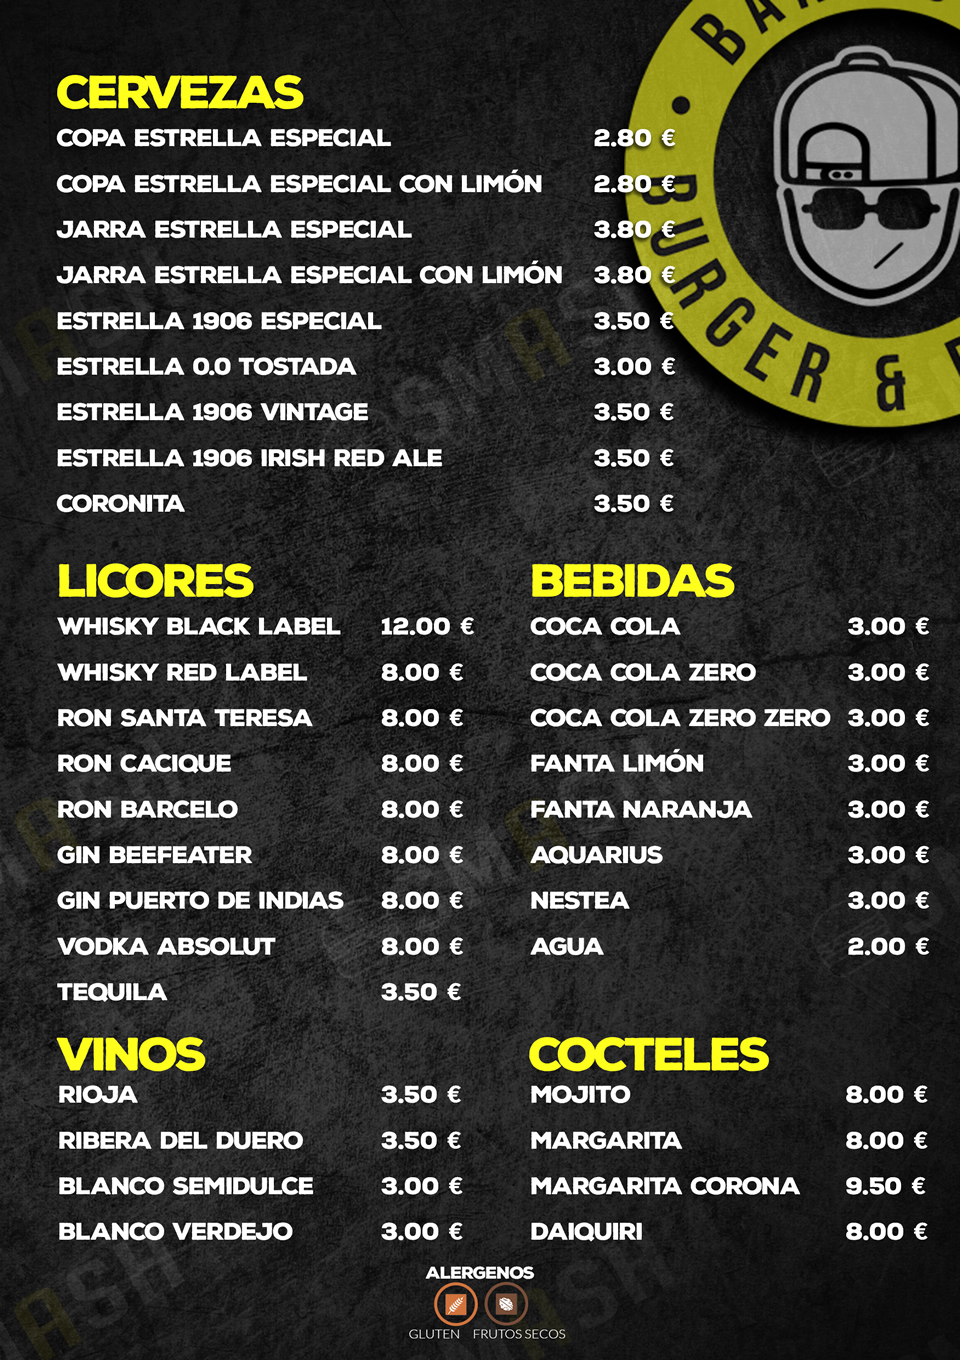 CERVEZAS
COPA ESTRELLA ESPECIAL 2.80 €
COPA ESTRELLA ESPECIAL CON LIMÓN 2.80 €
JARRA ESTRELLA ESPECIAL 3.80 €
JARRA ESTRELLA ESPECIAL CON LIMÓN 3.80 €
ESTRELLA 1906 ESPECIAL 3.50 €
ESTRELLA 0.0 TOSTADA 3.00 €
ESTRELLA 1906 VINTAGE 3.50 €
ESTRELLA 1906 IRISH RED ALE 3.50 €
CORONITA 3.50 €
BURGER &
LICORES
WHISKY BLACK LABEL 12.00 €
WHISKY RED LABEL 8.00 €
RON SANTA TERESA 8.00 €
RON CACIQUE 8.00 €
RON BARCELO 8.00 €
GIN BEEFEATER 8.00 €
GIN PUERTO DE INDIAS 8.00 €
VODKA ABSOLUT 8.00 €
TEQUILA 3.50 €
BEBIDAS
COCA COLA 3.00 €
COCA COLA ZERO 3.00 €
COCA COLA ZERO ZERO 3.00 €
FANTA LIMÓN 3.00 €
FANTA NARANJA 3.00 €
AQUARIUS 3.00 €
NESTEA 3.00 €
AGUA 2.00 €
VINOS
RIOJA 3.50 €
RIBERA DEL DUERO 3.50 €
BLANCO SEMIDULCE 3.00 €
BLANCO VERDEJO 3.00 €
COCTELES
MOJITO 8.00 €
MARGARITA 8.00 €
MARGARITA CORONA 9.50 €
DAIQUIRI 8.00 €
ALERGENOS
GLUTEN FRUTOS SECOS
SMASH